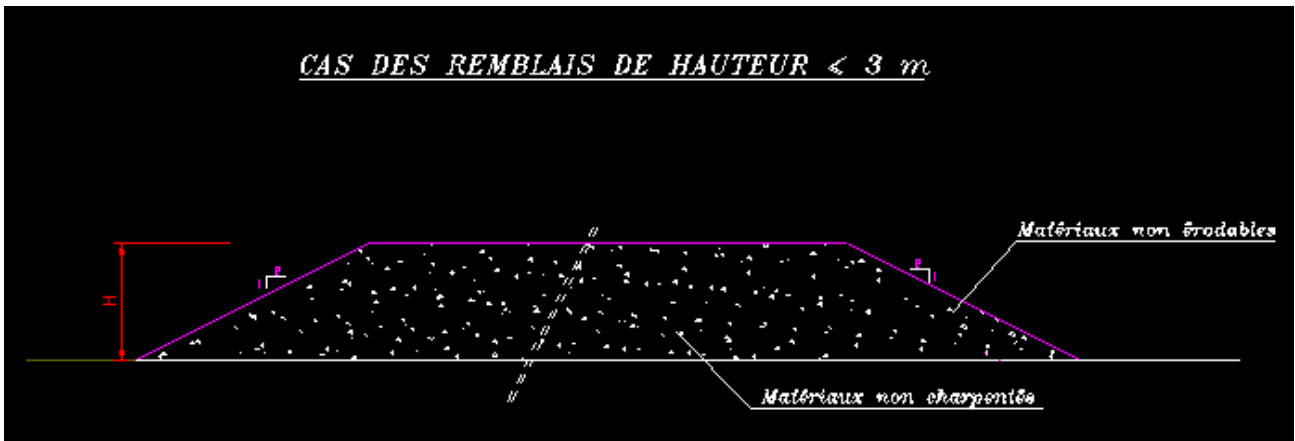 CAS DES REMBLAIS DE HAUTEUR < 3 m
Matériaux non érodables
P
1
P
1
H
Matériaux non charpentés